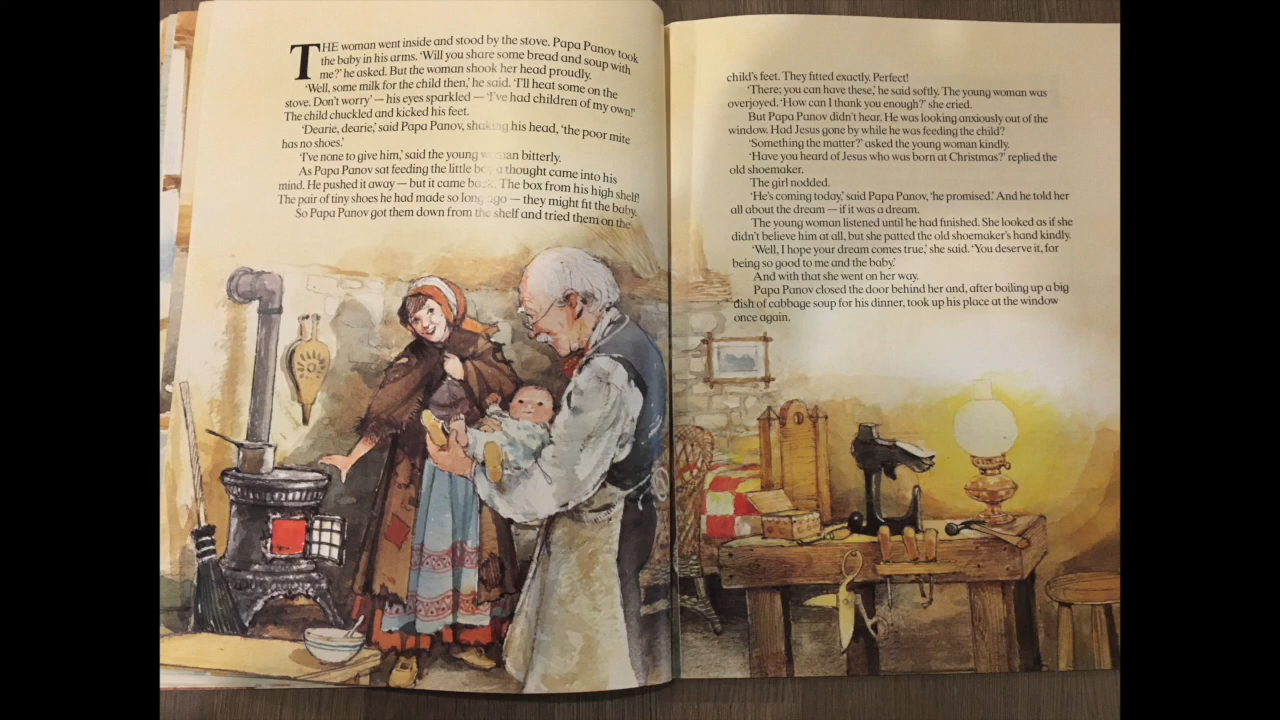 THE woman went inside and stood by the stove. Papa Panov took
the baby in his arms. ‘Will you share some bread and soup with
me?’ he asked. But the woman shook her head proudly.
‘Well, some milk for the child then,’ he said. ‘I’ll heat some on the
stove. Don’t worry’ — his eyes sparkled — ‘I’ve had children of my own!’
The child chuckled and kicked his feet.
‘Dearie, dearie,’ said Papa Panov, shaking his head, ‘the poor mite
has no shoes.’
‘I’ve none to give him,’ said the young woman bitterly.
As Papa Panov sat feeding the little boy, a thought came into his
mind. He pushed it away — but it came back. The box from his high shelf!
The pair of tiny shoes he had made so long ago — they might fit the baby.
So Papa Panov got them down from the shelf and tried them on the
child’s feet. They fitted exactly. Perfect!
‘There; you can have these,’ he said softly. The young woman was
overjoyed. ‘How can I thank you enough?’ she cried.
But Papa Panov didn’t hear. He was looking anxiously out of the
window. Had Jesus gone by while he was feeding the child?
‘Something the matter?’ asked the young woman kindly.
‘Have you heard of Jesus who was born at Christmas?’ replied the
old shoemaker.
The girl nodded.
‘He’s coming today,’ said Papa Panov, ‘he promised.’ And he told her
all about the dream — if it was a dream.
The young woman listened until he had finished. She looked as if she
didn’t believe him at all, but she patted the old shoemaker’s hand kindly.
‘Well, I hope your dream comes true,’ she said. ‘You deserve it, for
being so good to me and the baby.’
And with that she went on her way.
Papa Panov closed the door behind her and, after boiling up a big
dish of cabbage soup for his dinner, took up his place at the window
once again.